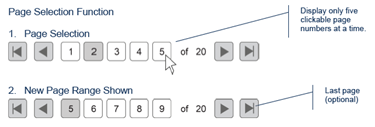 Page Selection Function
Display only five
clickable page
numbers at a time.
1. Page Selection
1 2 3 4 5 of 20
2. New Page Range Shown
5 6 7 8 9 of 20
Last page
(optional)